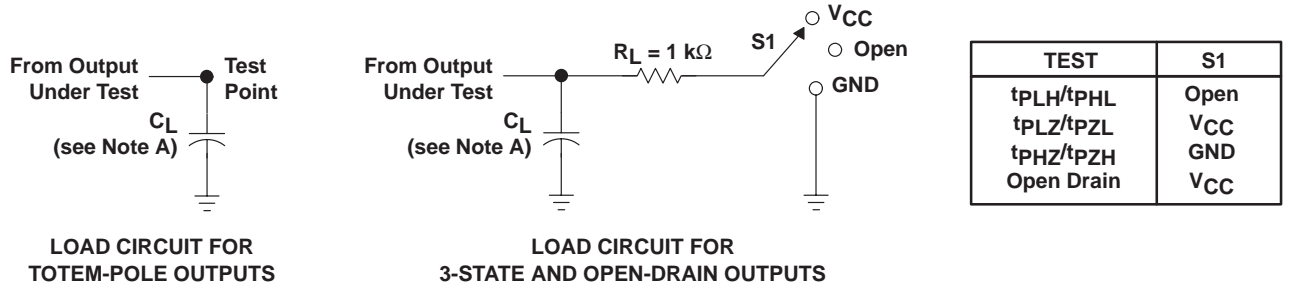 From Output
Under Test
Test
Point
CL
(see Note A)
LOAD CIRCUIT FOR
TOTEM-POLE OUTPUTS
From Output
Under Test
RL = 1 kΩ
S1
VCC
Open
GND
CL
(see Note A)
LOAD CIRCUIT FOR
3-STATE AND OPEN-DRAIN OUTPUTS
TEST S1
tPLH/tPHL Open
tPLZ/tPZL VCC
tPHZ/tPZH GND
Open Drain VCC